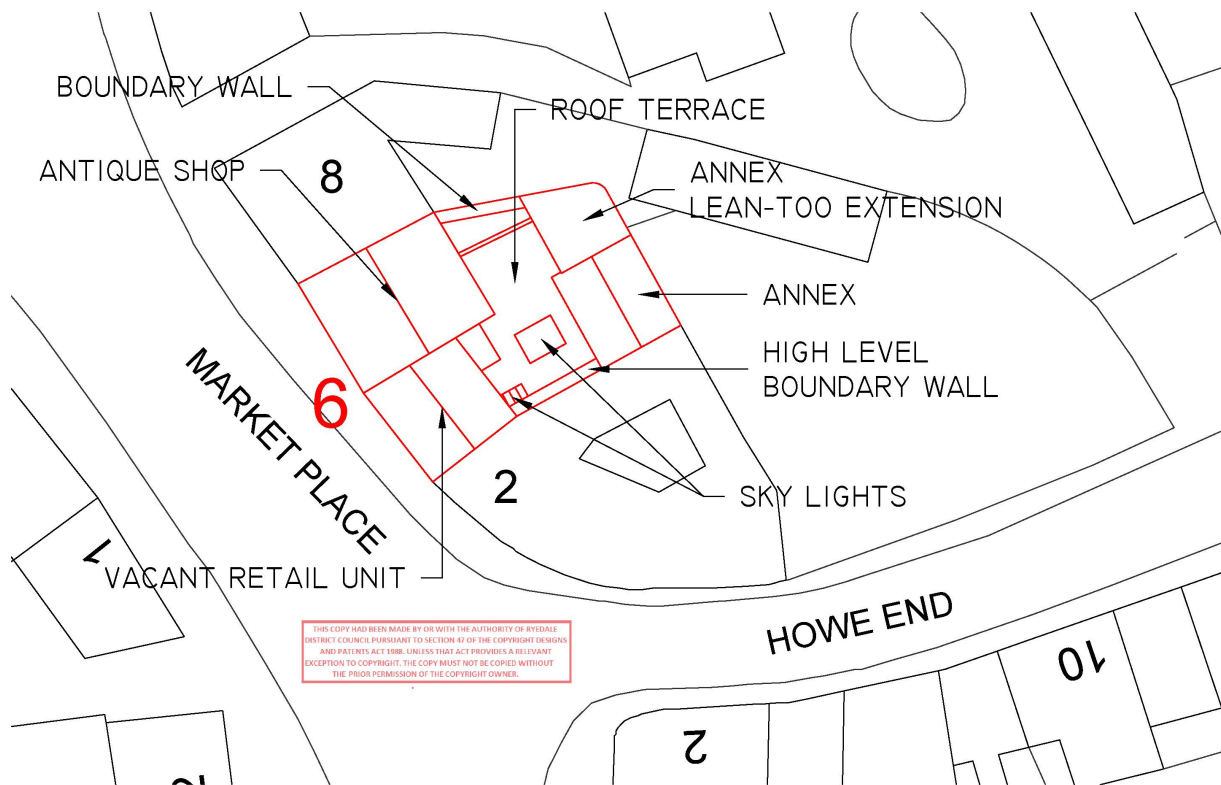 BOUNDARY WALL
ROOF TERRACE
ANTIQUE SHOP
8
ANNEX
LEAN-TOO EXTENSION
ANNEX
HIGH LEVEL
BOUNDARY WALL
6
MARKET PLACE
2
SKY LIGHTS
1
VACANT RETAIL UNIT
HOWE END
THIS COPY HAD BEEN MADE BY OR WITH THE AUTHORITY OF RYEDALE
DISTRICT COUNCIL PURSUANT TO SECTION 47 OF THE COPYRIGHT DESIGNS
AND PATENTS ACT 1988. UNLESS THAT ACT PROVIDES A RELEVANT
EXCEPTION TO COPYRIGHT. THE COPY MUST NOT BE COPIED WITHOUT
THE PRIOR PERMISSION OF THE COPYRIGHT OWNER.
10
2